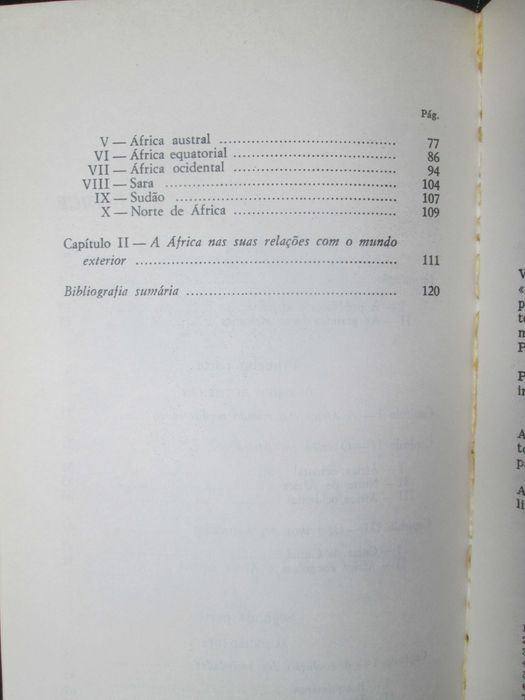 Pág.
V — África austral ........................................ 77
VI — África equatorial .................................... 86
VII — África ocidental ..................................... 94
VIII — Sara .................................................. 104
IX — Sudão ................................................ 107
X — Norte de África .................................... 109
Capítulo II — A África nas suas relações com o mundo
exterior ...................................................... 111
Bibliografia sumária ........................................... 120